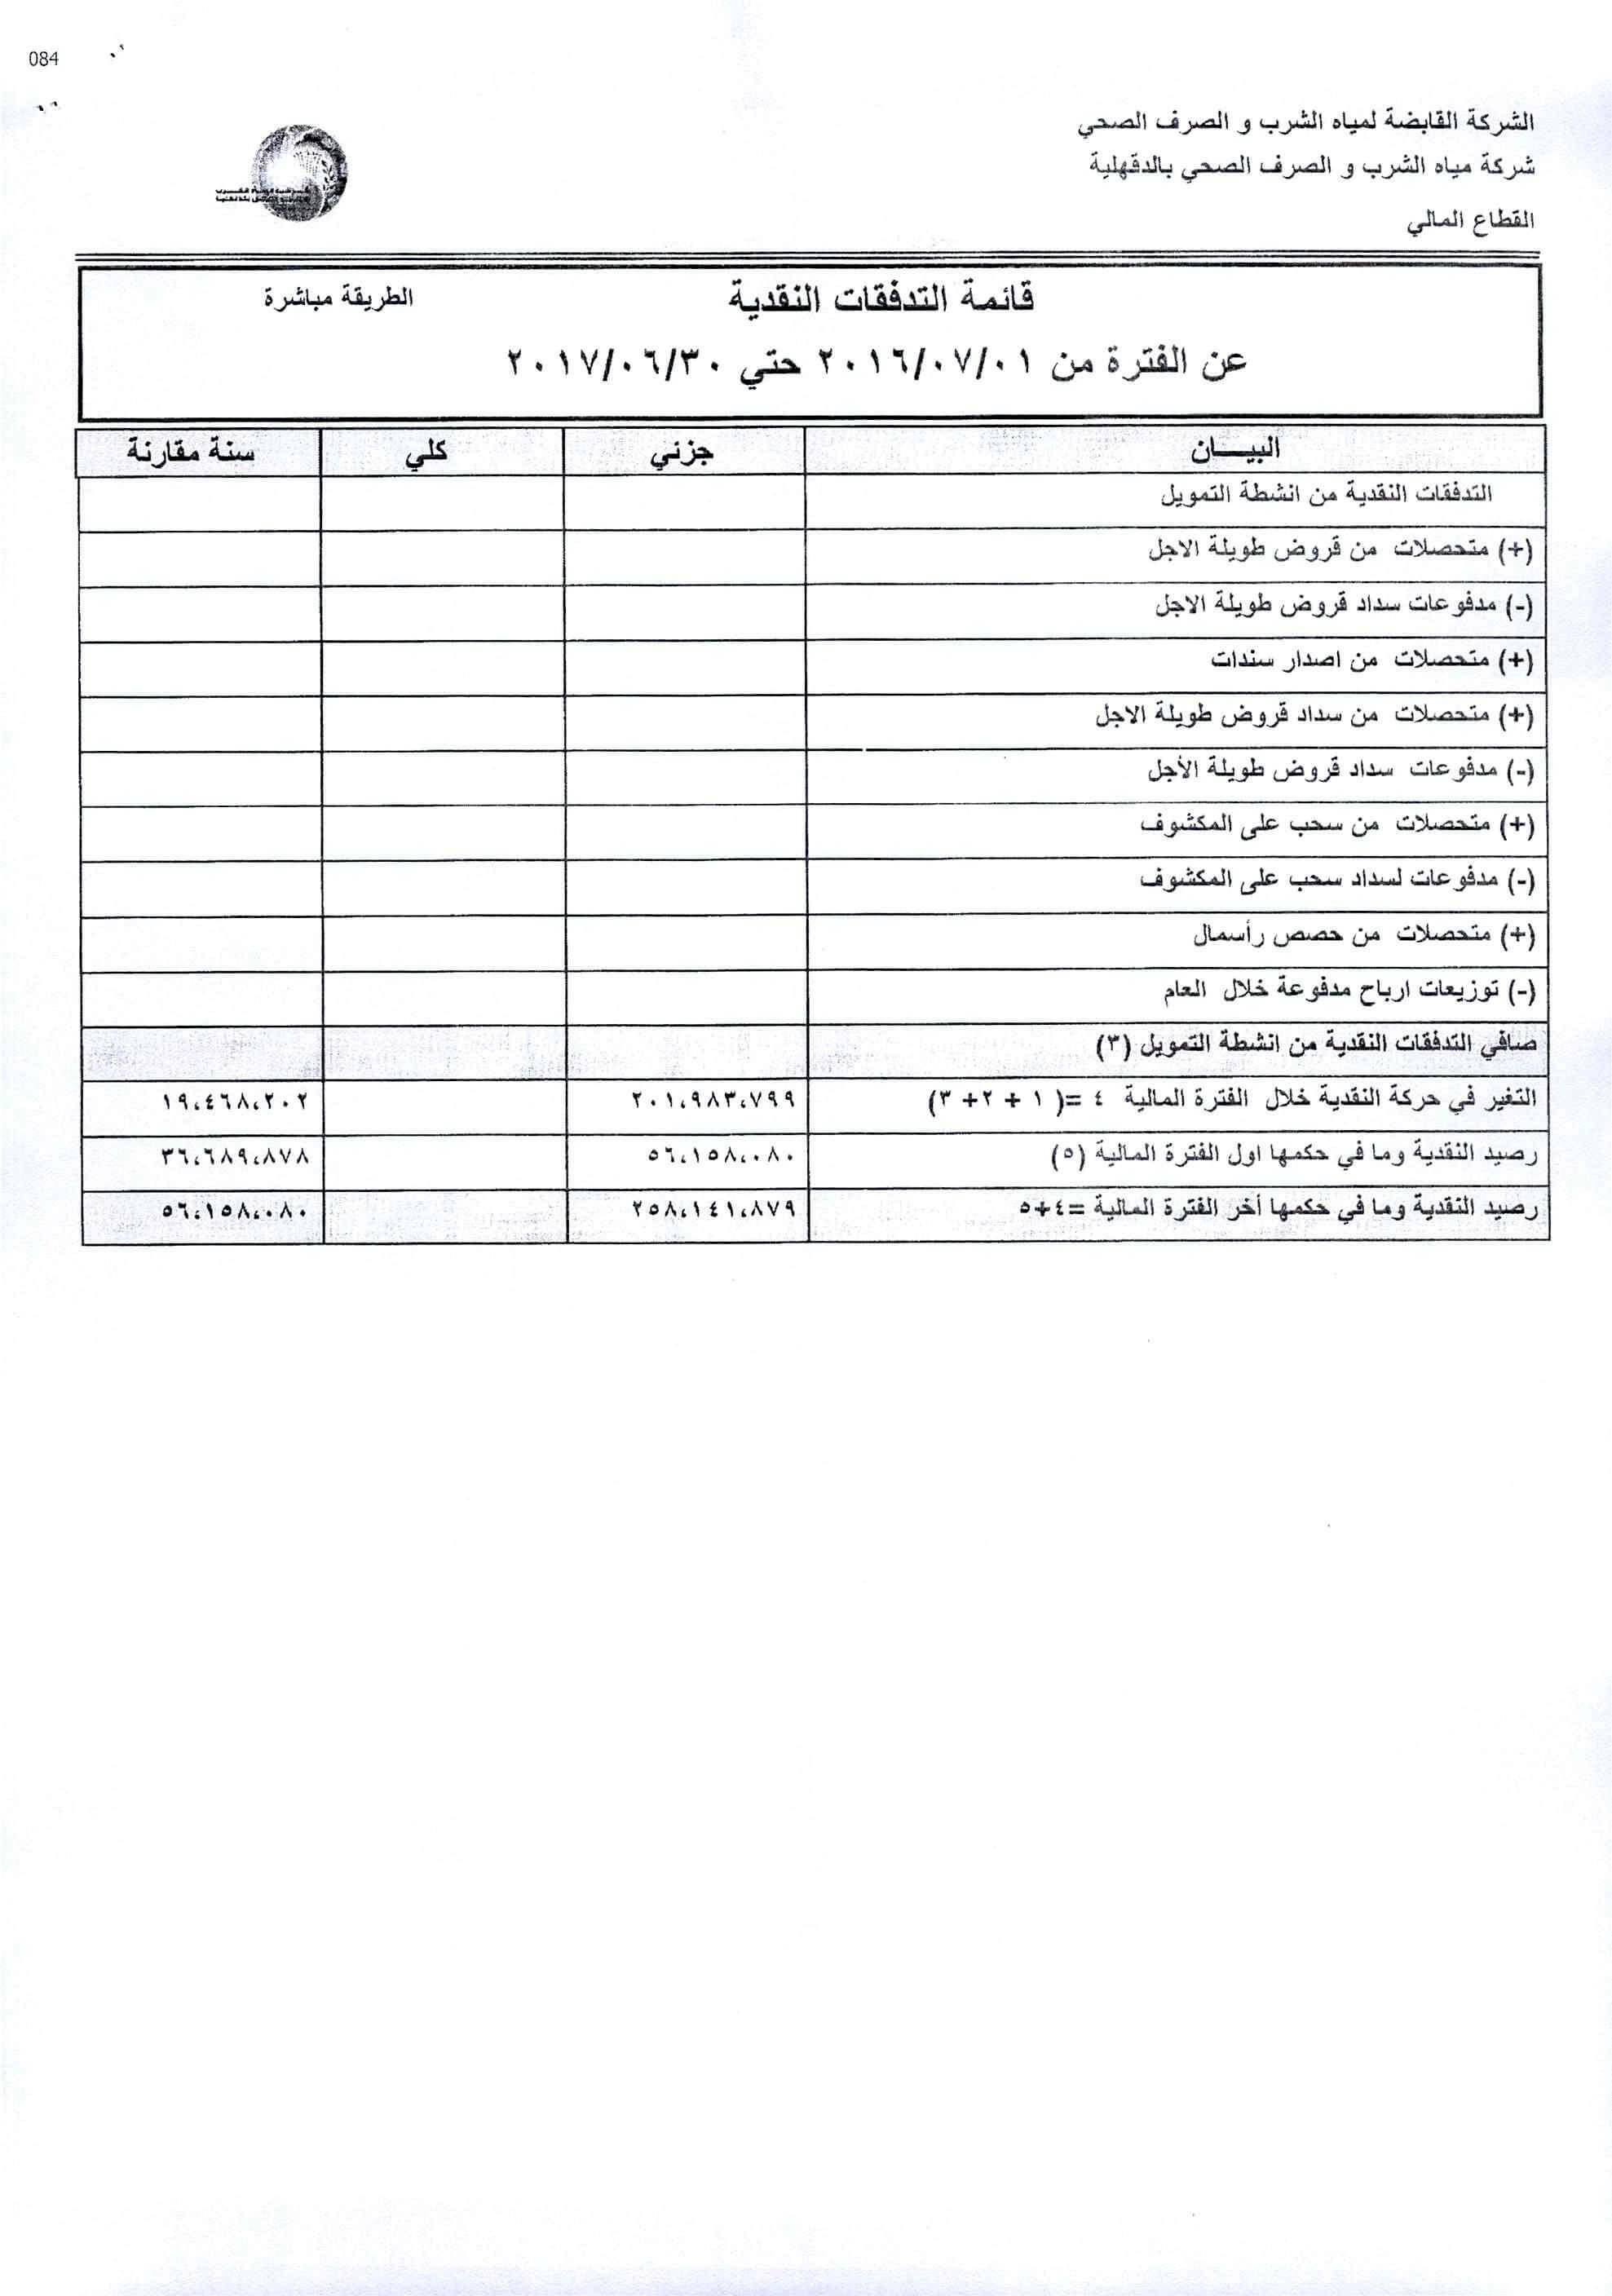 084
الشركة القابضة لمياه الشرب و الصرف الصحي
شركة مياه الشرب و الصرف الصحي بالدقهلية
القطاع المالي
قائمة التدفقات النقدية الطريقة مباشرة
عن الفترة من ٢٠١٦/٠٧/٠١ حتي ٢٠١٧/٠٦/٣٠
البيـــان جزئي كلي سنة مقارنة
التدفقات النقدية من انشطة التمويل
(+) متحصلات من قروض طويلة الاجل
(-) مدفوعات سداد قروض طويلة الاجل
(+) متحصلات من اصدار سندات
(+) متحصلات من سداد قروض طويلة الاجل
(-) مدفوعات سداد قروض طويلة الأجل
(+) متحصلات من سحب على المكشوف
(-) مدفوعات لسداد سحب على المكشوف
(+) متحصلات من حصص رأسمال
(-) توزيعات ارباح مدفوعة خلال العام
صافي التدفقات النقدية من انشطة التمويل (٣)
التغير في حركة النقدية خلال الفترة المالية ٤ =( ١ + ٢+ ٣) ٢٠١،٩٨٣،٧٩٩ ١٩،٤٦٨،٢٠٢
رصيد النقدية وما في حكمها اول الفترة المالية (٥) ٥٦،١٥٨،٠٨٠ ٣٦،٦٨٩،٨٧٨
رصيد النقدية وما في حكمها أخر الفترة المالية =٤+٥ ٢٥٨،١٤١،٨٧٩ ٥٦،١٥٨،٠٨٠